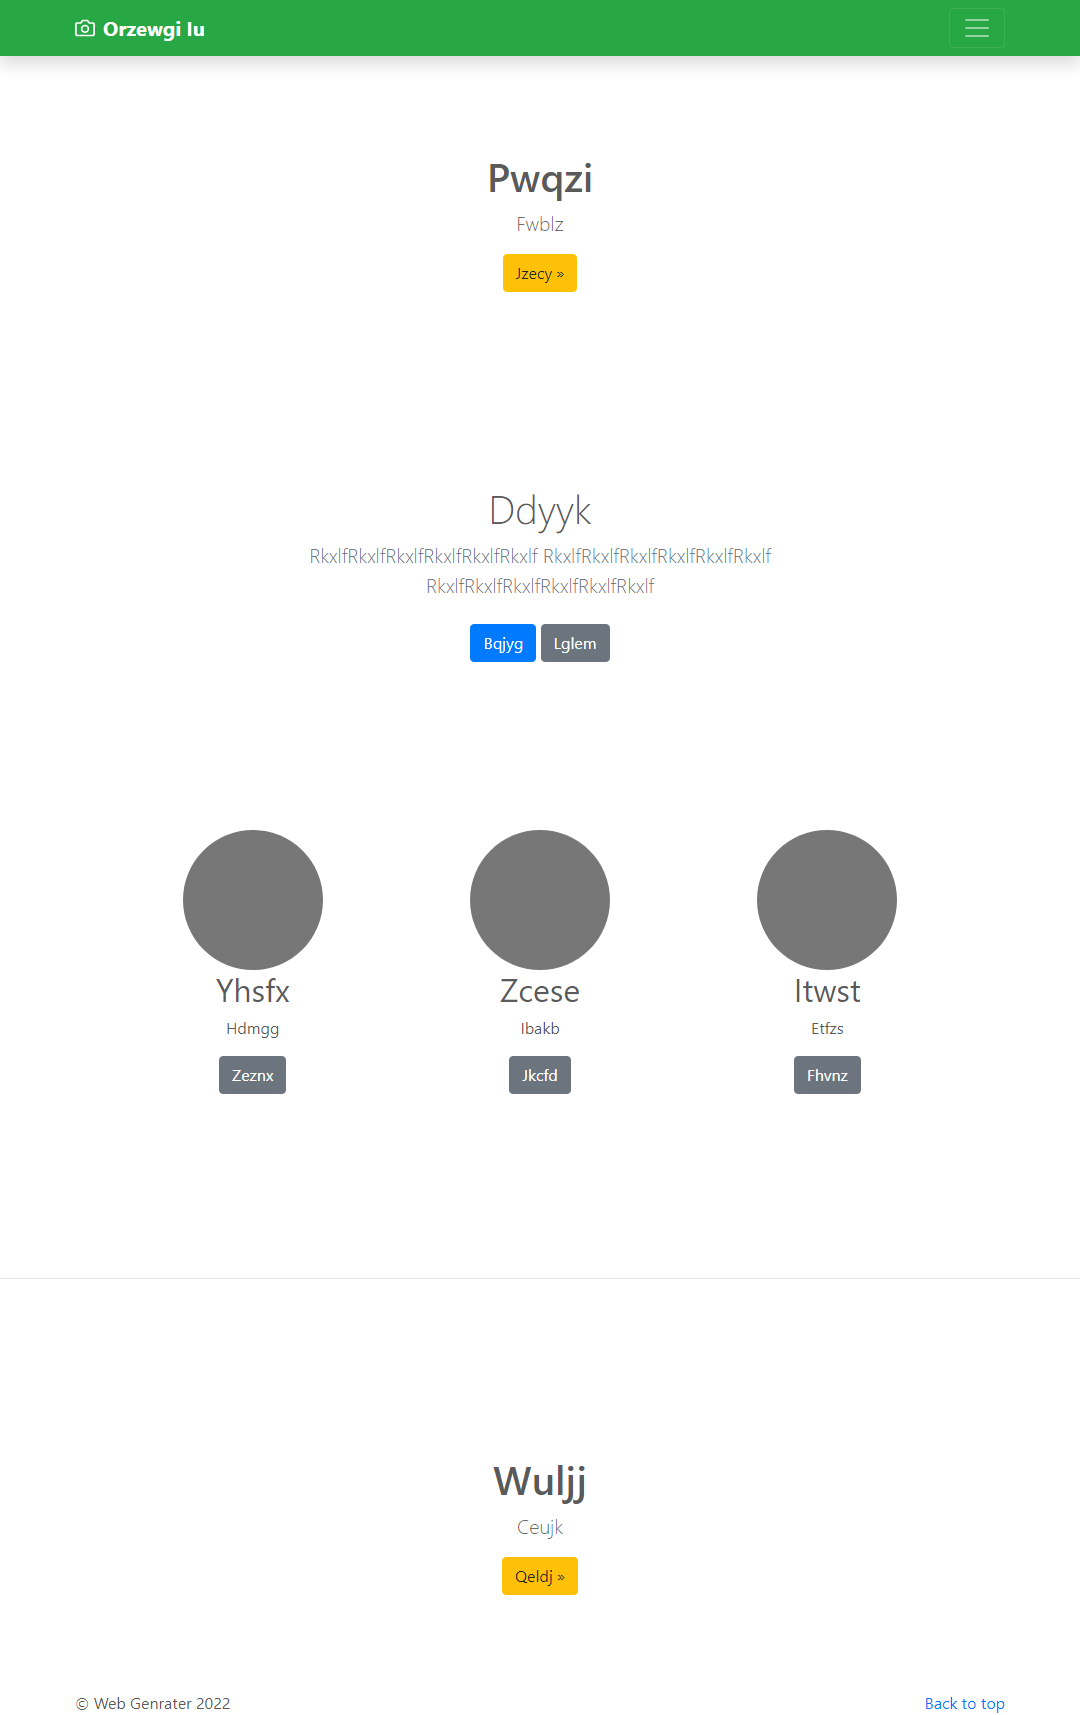 Orzewgi lu
Pwqzi
Fwblz
Jzecy »
Ddyyk
RkxlfRkxlfRkxlfRkxlfRkxlfRkxlf RkxlfRkxlfRkxlfRkxlfRkxlfRkxlf
RkxlfRkxlfRkxlfRkxlfRkxlfRkxlf
Bqjyg Lglem
Yhsfx Zcese Itwst
Hdmgg Ibakb Etfzs
Zeznx Jkcfd Fhvnz
Wuljj
Ceujk
Qeldj »
© Web Genrater 2022 Back to top